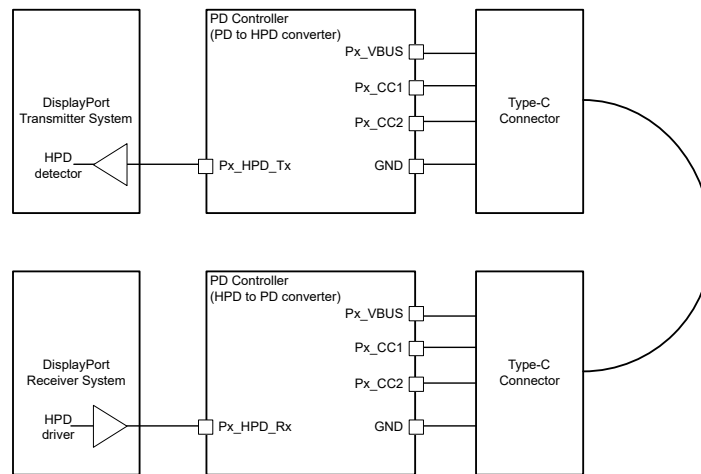 PD Controller
(PD to HPD converter)
Px_VBUS
Px_CC1
Px_CC2
GND
Px_HPD_Tx
DisplayPort
Transmitter System
HPD
detector
Type-C
Connector
PD Controller
(HPD to PD converter)
Px_VBUS
Px_CC1
Px_CC2
GND
Px_HPD_Rx
DisplayPort
Receiver System
HPD
driver
Type-C
Connector